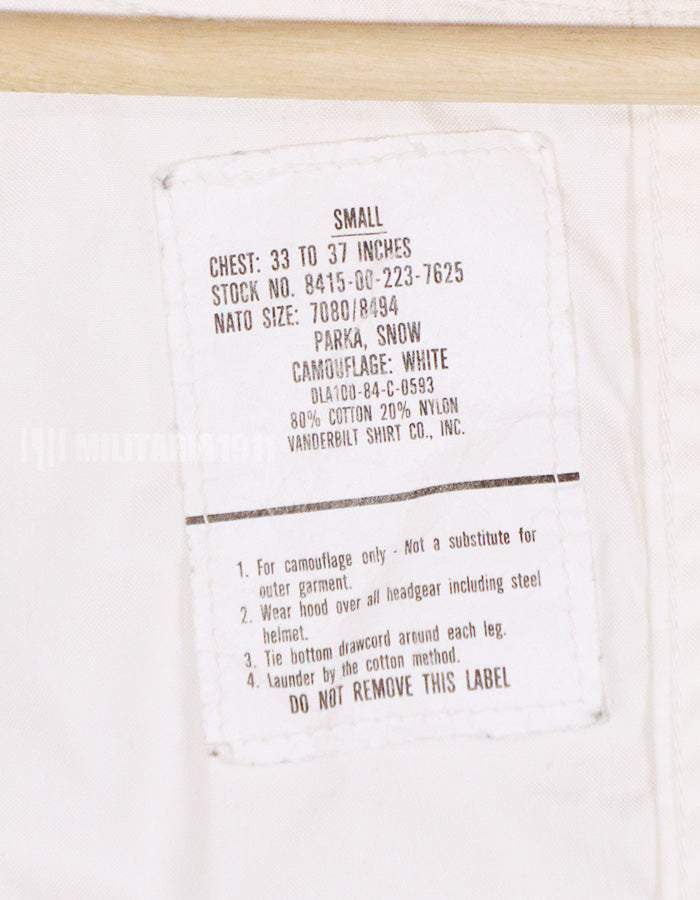 SMALL
CHEST: 33 TO 37 INCHES
STOCK NO. 8415-00-223-7625
NATO SIZE: 7080/8494
PARKA, SNOW
CAMOUFLAGE: WHITE
DLA100-84-C-0593
80% COTTON 20% NYLON
VANDERBILT SHIRT CO., INC.
MILITARIA1911
1. For camouflage only - Not a substitute for
outer garment.
2. Wear hood over all headgear including steel
helmet.
3. Tie bottom drawcord around each leg.
4. Launder by the cotton method.
DO NOT REMOVE THIS LABEL